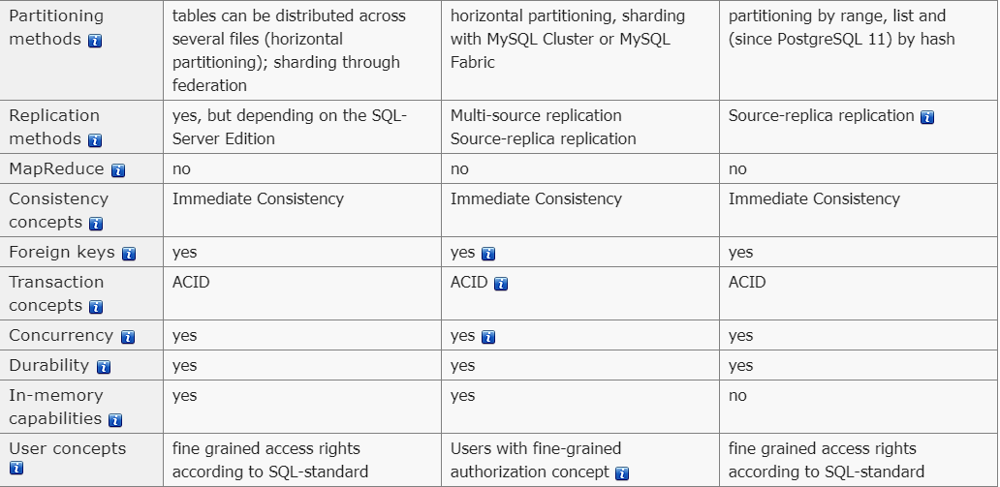 Partitioning
methods
tables can be distributed across
several files (horizontal
partitioning); sharding through
federation
horizontal partitioning, sharding
with MySQL Cluster or MySQL
Fabric
partitioning by range, list and
(since PostgreSQL 11) by hash
Replication
methods
yes, but depending on the SQL-
Server Edition
Multi-source replication
Source-replica replication
Source-replica replication
MapReduce
no
no
no
Consistency
concepts
Immediate Consistency
Immediate Consistency
Immediate Consistency
Foreign keys
yes
yes
yes
Transaction
concepts
ACID
ACID
ACID
Concurrency
yes
yes
yes
Durability
yes
yes
yes
In-memory
capabilities
yes
yes
no
User concepts
fine grained access rights
according to SQL-standard
Users with fine-grained
authorization concept
fine grained access rights
according to SQL-standard